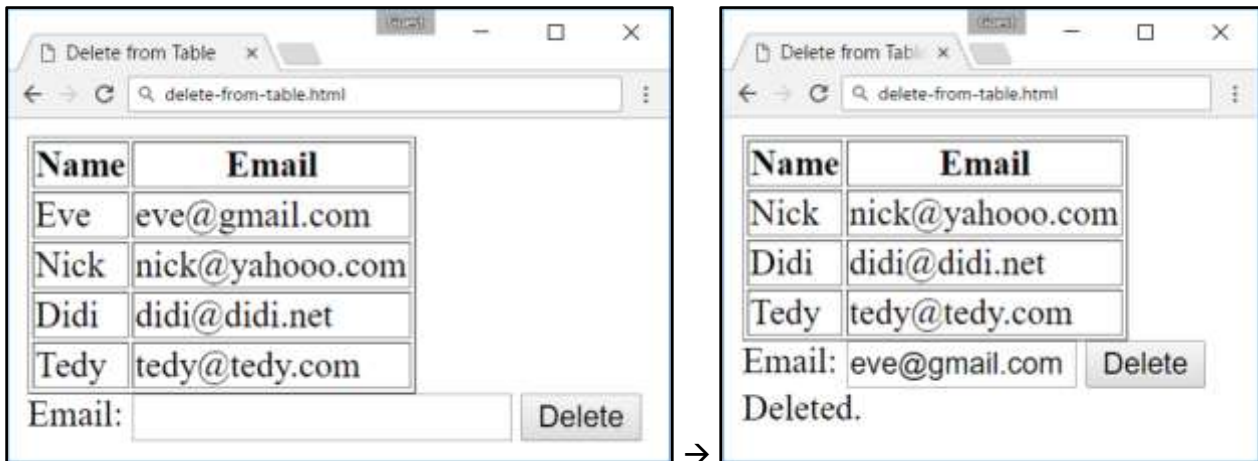 Delete from Table
delete-from-table.html
Name Email
Eve eve@gmail.com
Nick nick@yahooo.com
Didi didi@didi.net
Tedy tedy@tedy.com
Email: Delete
→
Delete from Tabl
delete-from-table.html
Name Email
Nick nick@yahooo.com
Didi didi@didi.net
Tedy tedy@tedy.com
Email: eve@gmail.com Delete
Deleted.